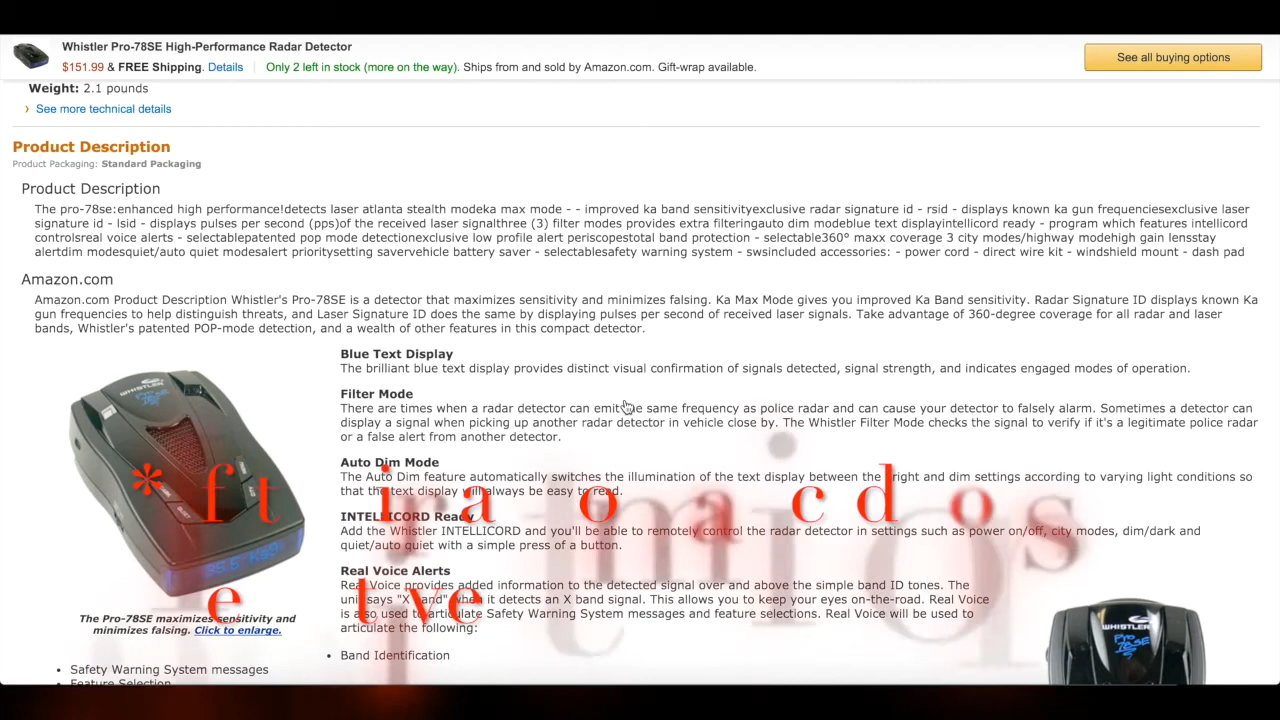 Whistler Pro-78SE High-Performance Radar Detector
$151.99 & FREE Shipping. Details
Only 2 left in stock (more on the way). Ships from and sold by Amazon.com. Gift-wrap available.
See all buying options
Weight: 2.1 pounds
› See more technical details
Product Description
Product Packaging: Standard Packaging
Product Description
The pro-78se:enhanced high performance!detects laser atlanta stealth modeka max mode - - improved ka band sensitivityexclusive radar signature id - rsid - displays known ka gun frequenciesexclusive laser
signature id - lsid - displays pulses per second (pps)of the received laser signalthree (3) filter modes provides extra filteringauto dim modeblue text displayintellicord ready - program which features intellicord
controlsreal voice alerts - selectablepatented pop mode detectionexclusive low profile alert periscopestotal band protection - selectable360° maxx coverage 3 city modes/highway modehigh gain lensstay
alertdim modesquiet/auto quiet modesalert prioritysetting savervehicle battery saver - selectablesafety warning system - swsincluded accessories: - power cord - direct wire kit - windshield mount - dash pad
Amazon.com
Amazon.com Product Description Whistler's Pro-78SE is a detector that maximizes sensitivity and minimizes falsing. Ka Max Mode gives you improved Ka Band sensitivity. Radar Signature ID displays known Ka
gun frequencies to help distinguish threats, and Laser Signature ID does the same by displaying pulses per second of received laser signals. Take advantage of 360-degree coverage for all radar and laser
bands, Whistler's patented POP-mode detection, and a wealth of other features in this compact detector.
Blue Text Display
The brilliant blue text display provides distinct visual confirmation of signals detected, signal strength, and indicates engaged modes of operation.
Filter Mode
There are times when a radar detector can emit the same frequency as police radar and can cause your detector to falsely alarm. Sometimes a detector can
display a signal when picking up another radar detector in vehicle close by. The Whistler Filter Mode checks the signal to verify if it's a legitimate police radar
or a false alert from another detector.
Auto Dim Mode
The Auto Dim feature automatically switches the illumination of the text display between the bright and dim settings according to varying light conditions so
that the text display will always be easy to read.
INTELLICORD Ready
Add the Whistler INTELLICORD and you'll be able to remotely control the radar detector in settings such as power on/off, city modes, dim/dark and
quiet/auto quiet with a simple press of a button.
Real Voice Alerts
Real Voice provides added information to the detected signal over and above the simple band ID tones. The
unit says "X band" when it detects an X band signal. This allows you to keep your eyes on-the-road. Real Voice
is also used to articulate Safety Warning System messages and feature selections. Real Voice will be used to
articulate the following:
• Band Identification
WHISTLER
The Pro-78SE maximizes sensitivity and
minimizes falsing. Click to enlarge.
• Safety Warning System messages
• Feature Selection
WHISTLER
Pro
78SE
* f t i a o a c d o s
e t v e